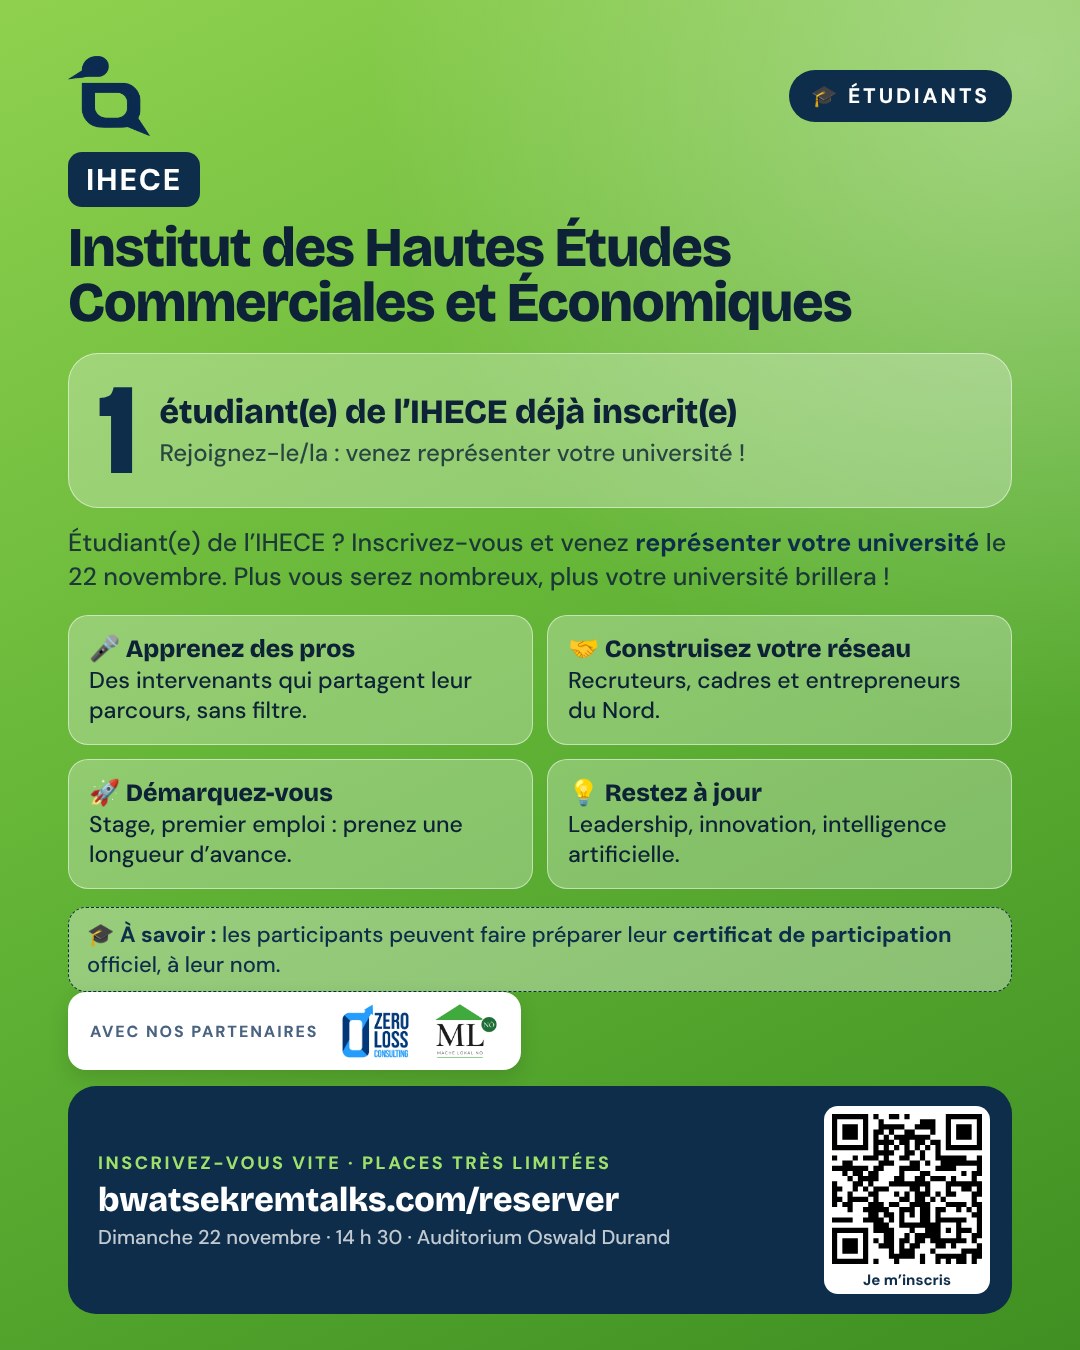 ÉTUDIANTS
IHECE
Institut des Hautes Études
Commerciales et Économiques
1
étudiant(e) de l’IHECE déjà inscrit(e)
Rejoignez-le/la : venez représenter votre université !
Étudiant(e) de l’IHECE ? Inscrivez-vous et venez représenter votre université le
22 novembre. Plus vous serez nombreux, plus votre université brillera !
🎤 Apprenez des pros
Des intervenants qui partagent leur
parcours, sans filtre.
🤝 Construisez votre réseau
Recruteurs, cadres et entrepreneurs
du Nord.
🚀 Démarquez-vous
Stage, premier emploi : prenez une
longueur d’avance.
💡 Restez à jour
Leadership, innovation, intelligence
artificielle.
🎓 À savoir : les participants peuvent faire préparer leur certificat de participation
officiel, à leur nom.
AVEC NOS PARTENAIRES
ZERO
LOSS
CONSULTING
ML
NO
MACHE LOKAL NO
INSCRIVEZ-VOUS VITE · PLACES TRÈS LIMITÉES
bwatsekremtalks.com/reserver
Dimanche 22 novembre · 14 h 30 · Auditorium Oswald Durand
Je m’inscris